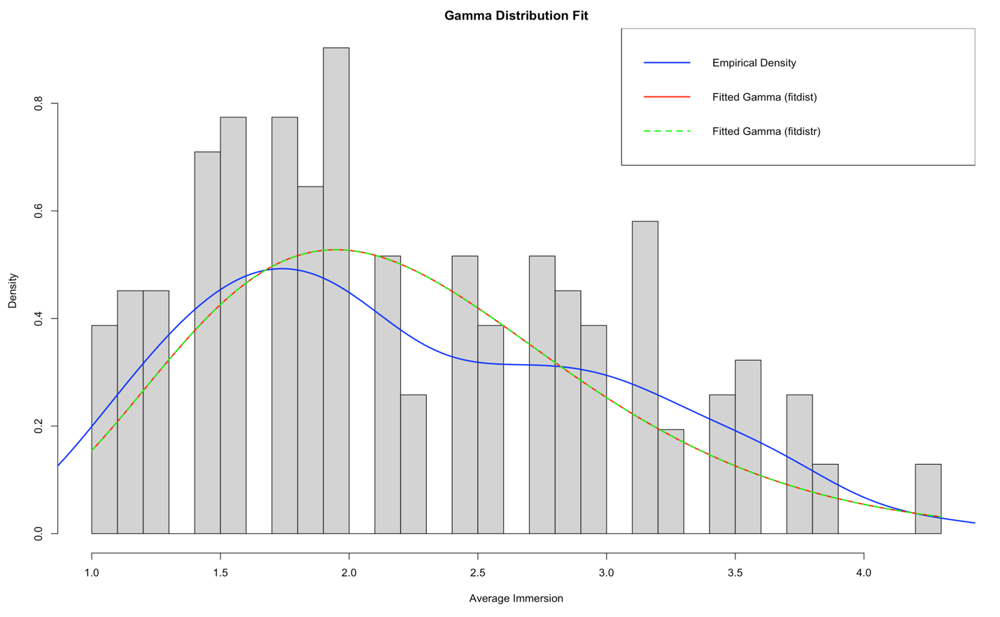 Gamma Distribution Fit
Empirical Density
Fitted Gamma (fitdist)
Fitted Gamma (fitdistr)
Density
0.8
0.6
0.4
0.2
0.0
1.0 1.5 2.0 2.5 3.0 3.5 4.0
Average Immersion